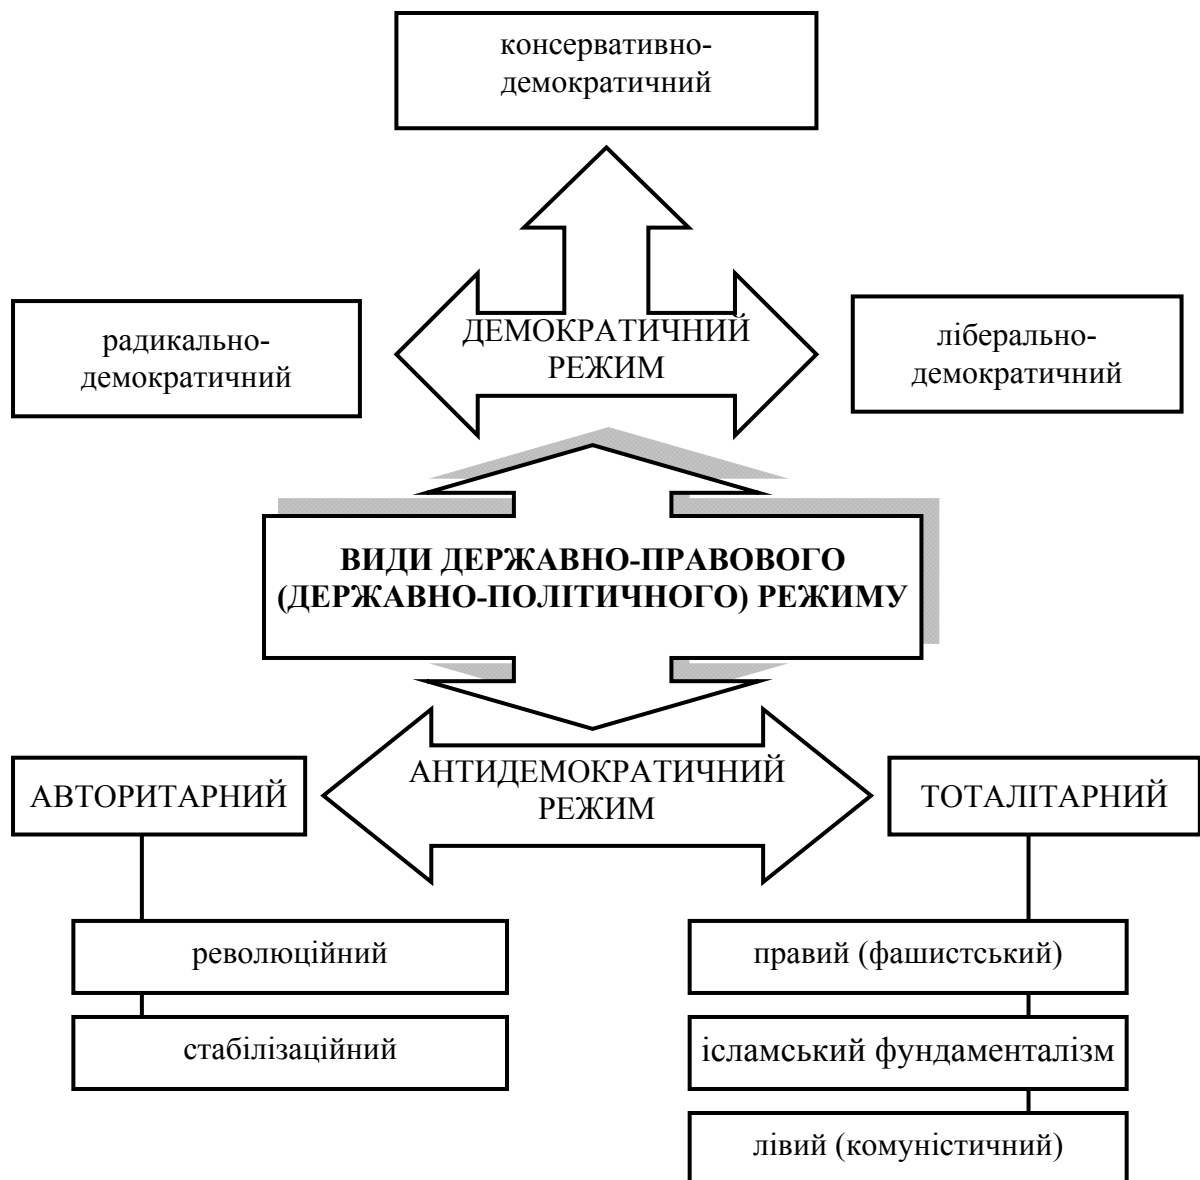 консервативно-
демократичний
радикально-
демократичний
ДЕМОКРАТИЧНИЙ
РЕЖИМ
ліберально-
демократичний
ВИДИ ДЕРЖАВНО-ПРАВОВОГО
(ДЕРЖАВНО-ПОЛІТИЧНОГО) РЕЖИМУ
АВТОРИТАРНИЙ
АНТИДЕМОКРАТИЧНИЙ
РЕЖИМ
ТОТАЛІТАРНИЙ
революційний
стабілізаційний
правий (фашистський)
ісламський фундаменталізм
лівий (комуністичний)